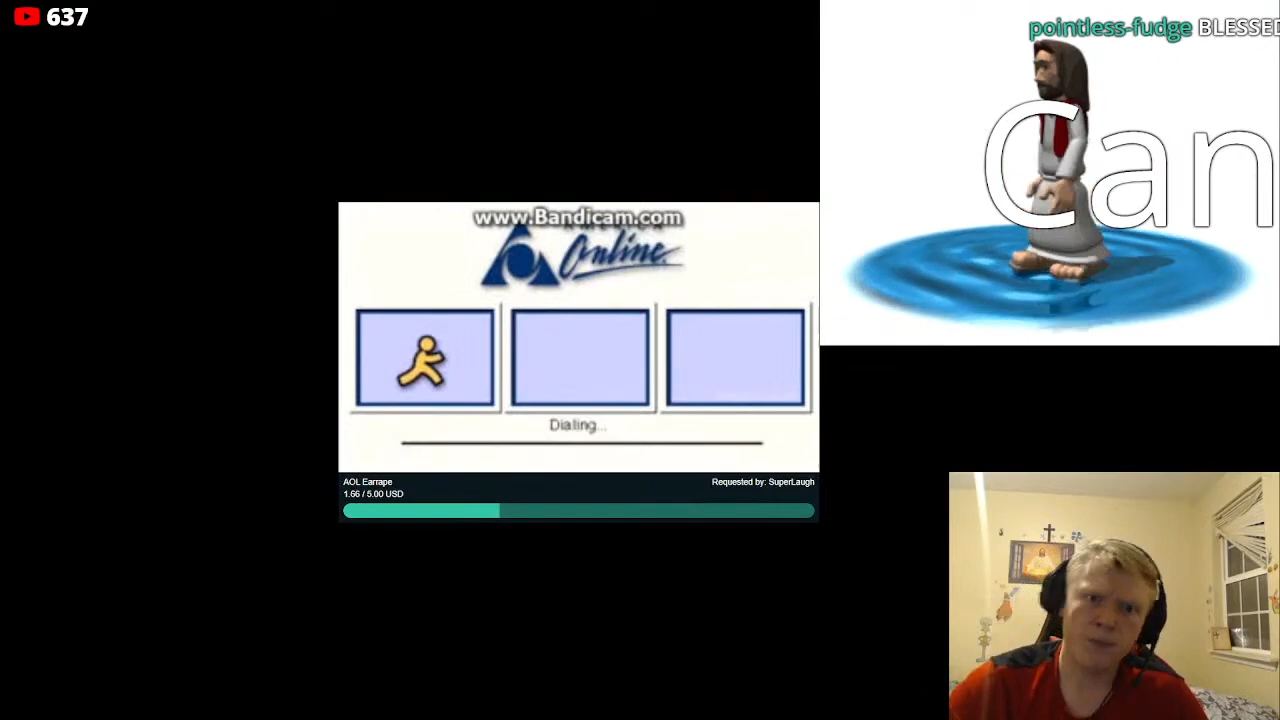 637
pointless-fudge BLESSED
Can
www.Bandicam.com
Online
Dialing...
AOL Earrape
Requested by: SuperLaugh
1.66 / 5.00 USD